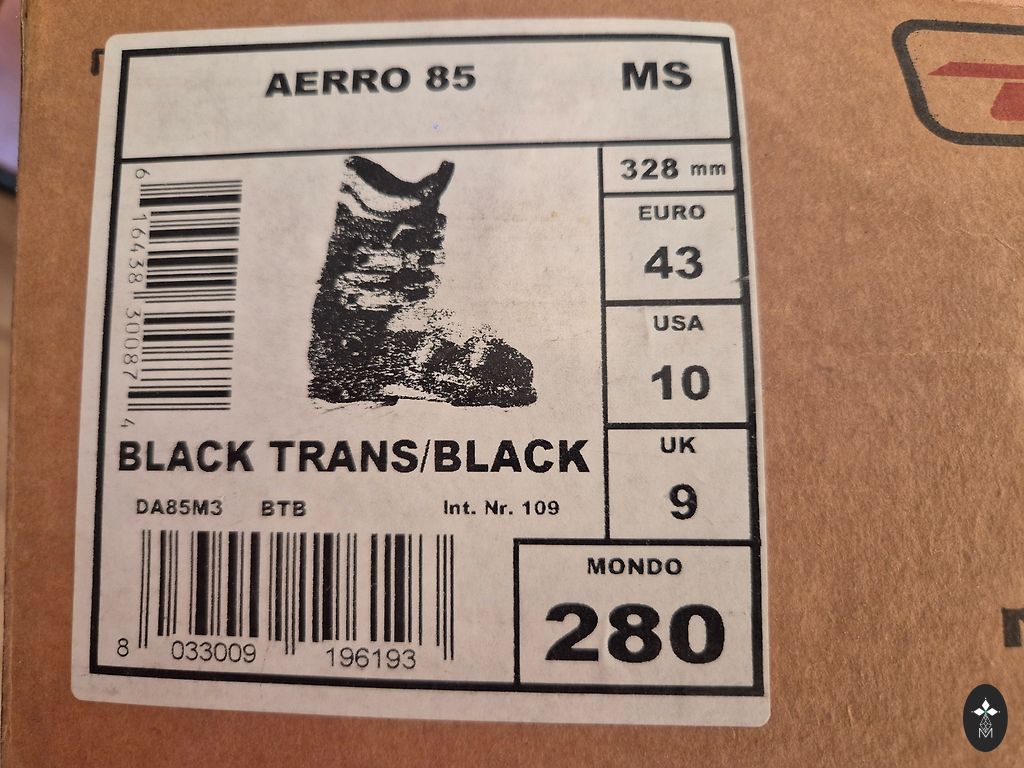 AERRO 85 MS
328 mm
EURO
43
USA
10
UK
9
MONDO
280
6 16438 30087 4
BLACK TRANS/BLACK
DA85M3 BTB Int. Nr. 109
8 033009 196193
M